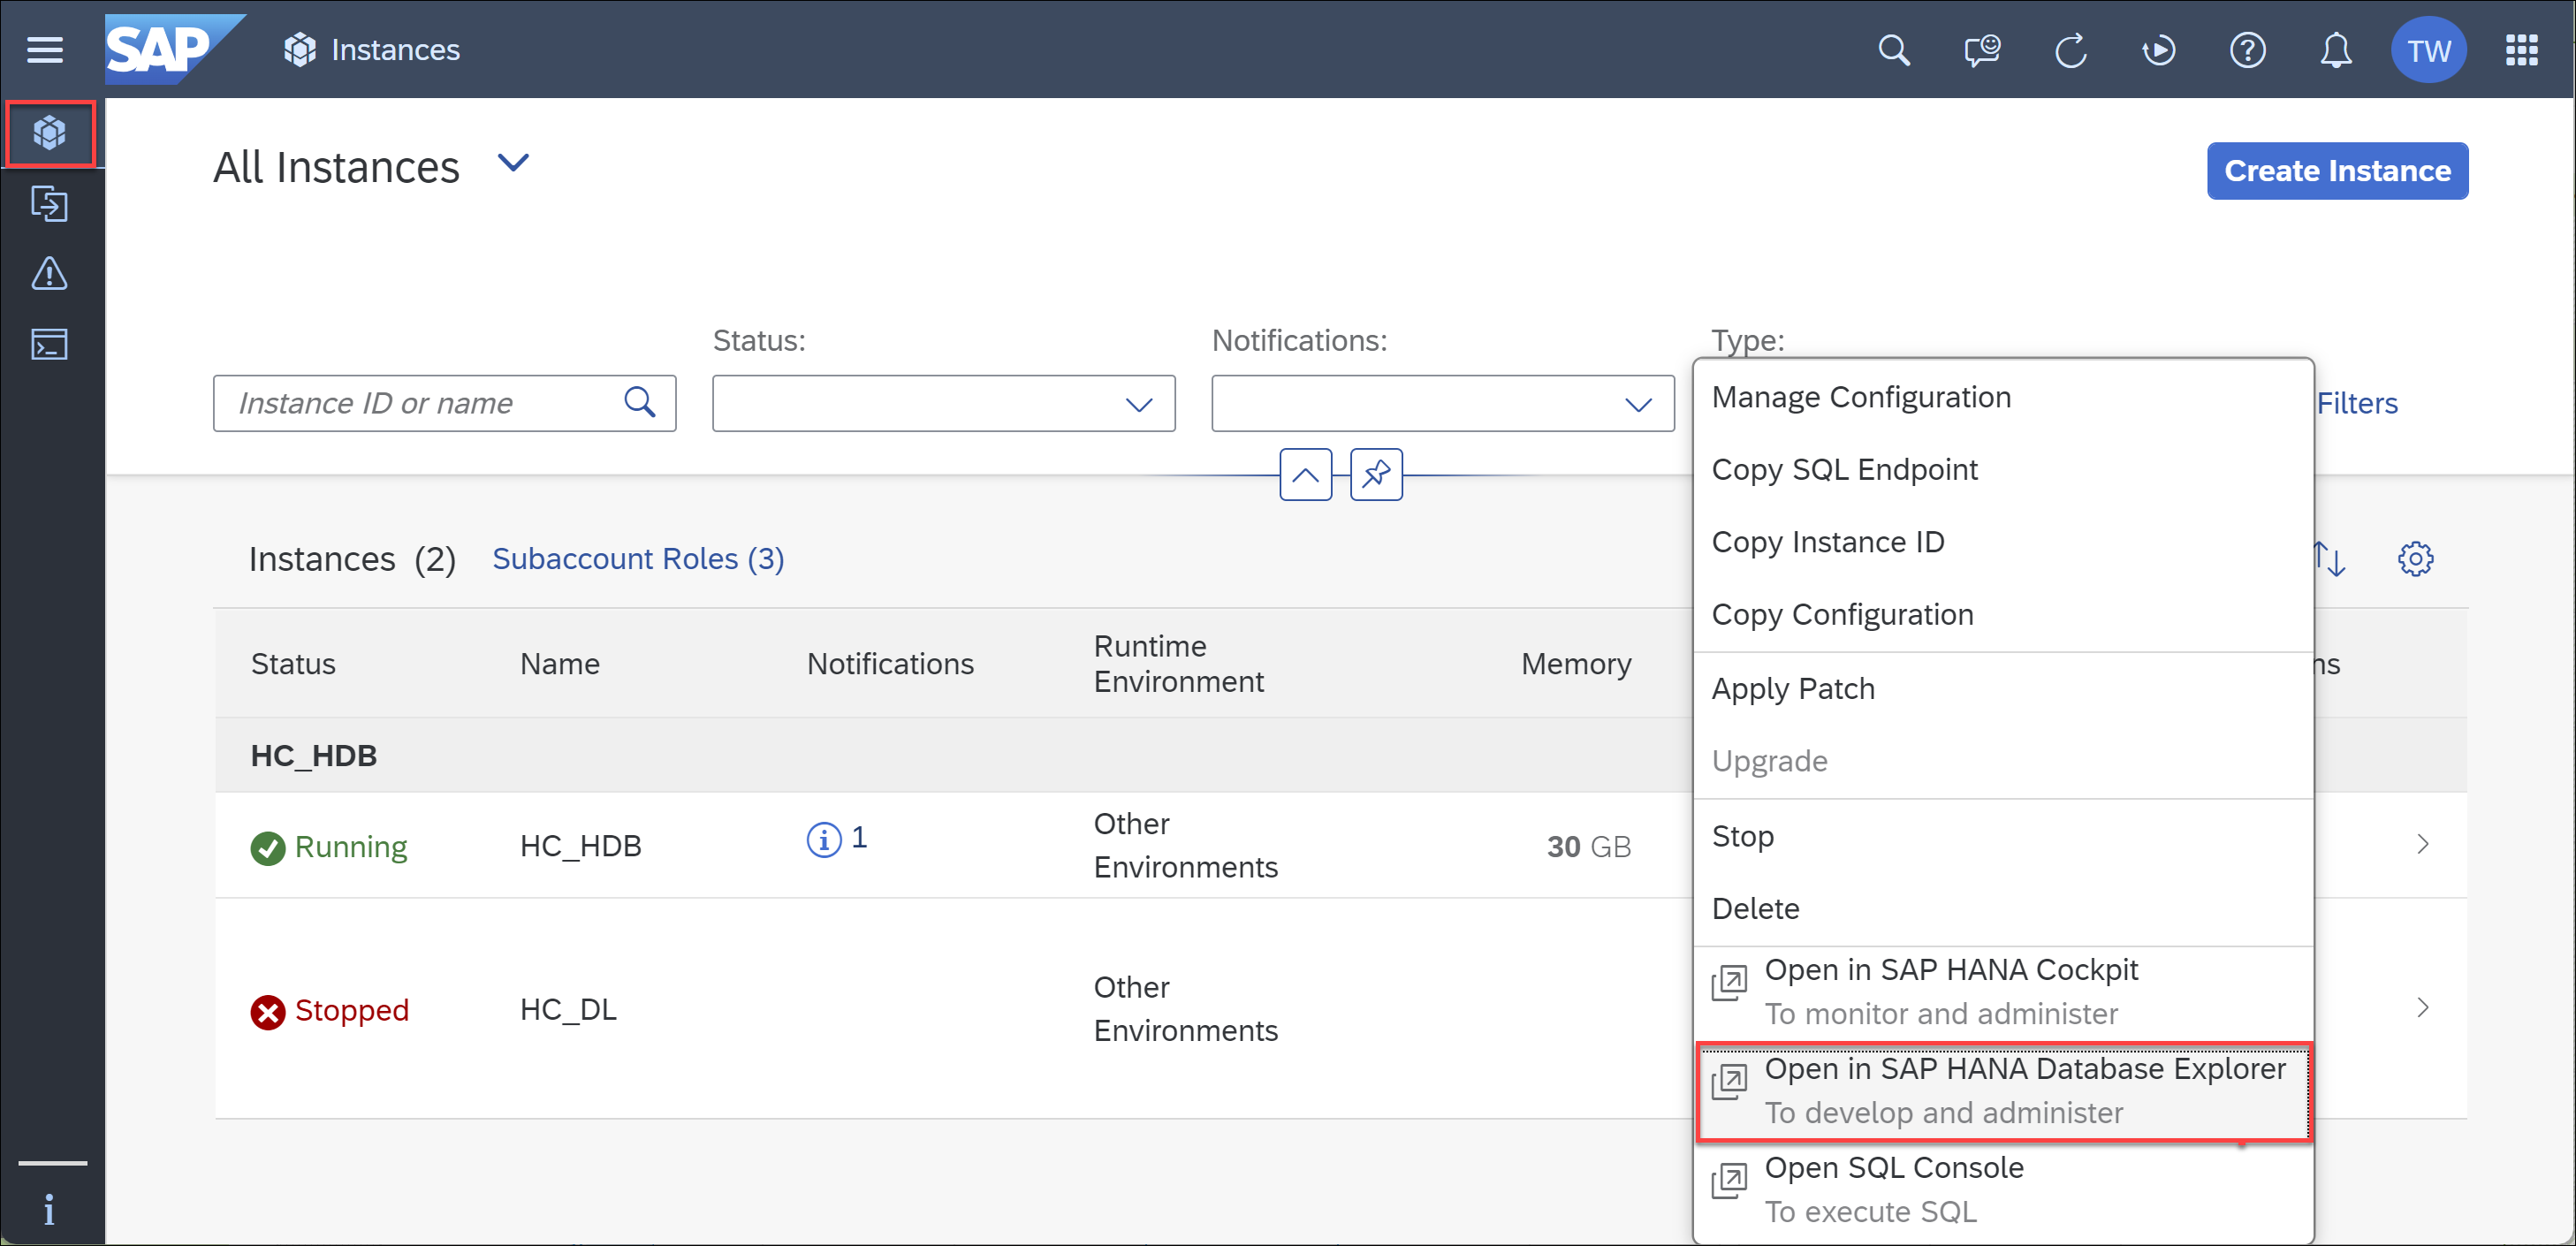 SAP
Instances
TW
All Instances
Create Instance
Status:
Notifications:
Type:
Instance ID or name
Filters
Instances (2)
Subaccount Roles (3)
Status
Name
Notifications
Runtime
Environment
Memory
ns
HC_HDB
Running
HC_HDB
1
Other
Environments
30 GB
Stopped
HC_DL
Other
Environments
Manage Configuration
Copy SQL Endpoint
Copy Instance ID
Copy Configuration
Apply Patch
Upgrade
Stop
Delete
Open in SAP HANA Cockpit
To monitor and administer
Open in SAP HANA Database Explorer
To develop and administer
Open SQL Console
To execute SQL